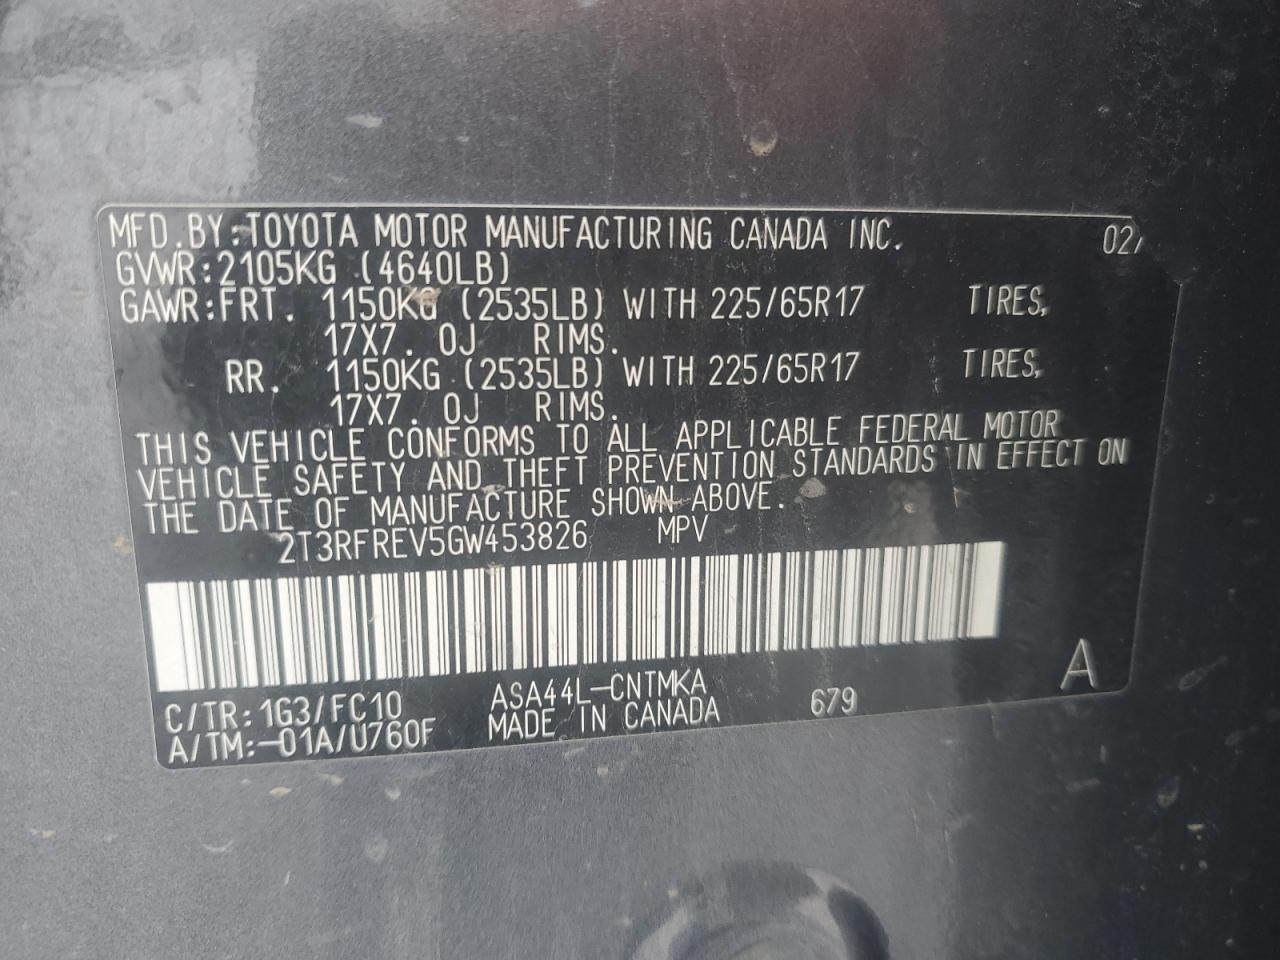 MFD.BY:TOYOTA MOTOR MANUFACTURING CANADA INC. 02/
GVWR:2105KG (4640LB)
GAWR:FRT. 1150KG (2535LB) WITH 225/65R17 TIRES,
17X7.0J RIMS.
RR. 1150KG (2535LB) WITH 225/65R17 TIRES,
17X7.0J RIMS.
THIS VEHICLE CONFORMS TO ALL APPLICABLE FEDERAL MOTOR
VEHICLE SAFETY AND THEFT PREVENTION STANDARDS IN EFFECT ON
THE DATE OF MANUFACTURE SHOWN ABOVE.
2T3RFREV5GW453826 MPV
A
C/TR:1G3/FC10 ASA44L-CNTMKA 679
A/TM:-01A/U760F MADE IN CANADA